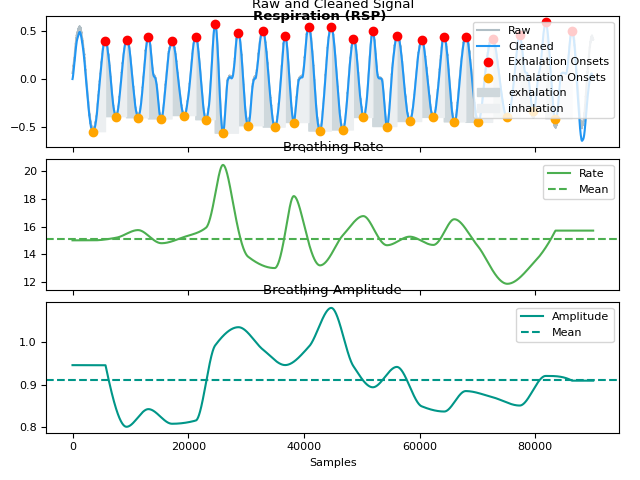 Raw and Cleaned Signal
Respiration (RSP)
0.5
0.0
−0.5
Raw
Cleaned
Exhalation Onsets
Inhalation Onsets
exhalation
inhalation
Breathing Rate
20
18
16
14
12
Rate
Mean
Breathing Amplitude
1.0
0.9
0.8
Amplitude
Mean
0 20000 40000 60000 80000
Samples